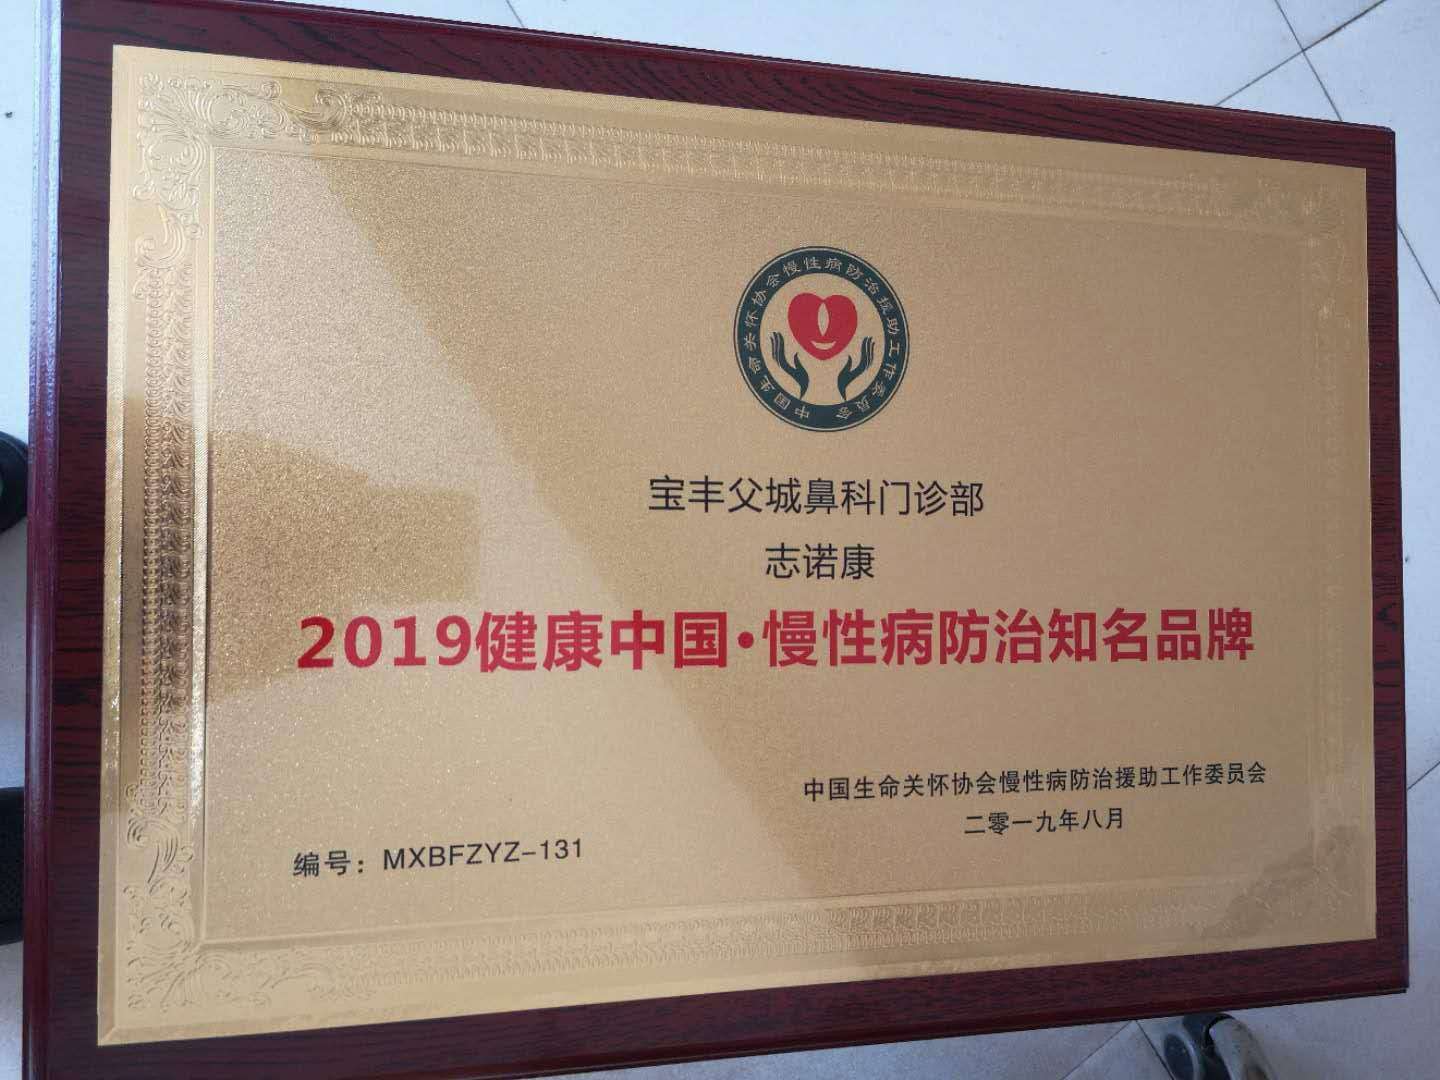 中国生命关怀协会慢性病防治援助工作委员会
宝丰父城鼻科门诊部
志诺康
2019健康中国·慢性病防治知名品牌
中国生命关怀协会慢性病防治援助工作委员会
二零一九年八月
编号：MXBFZYZ-131